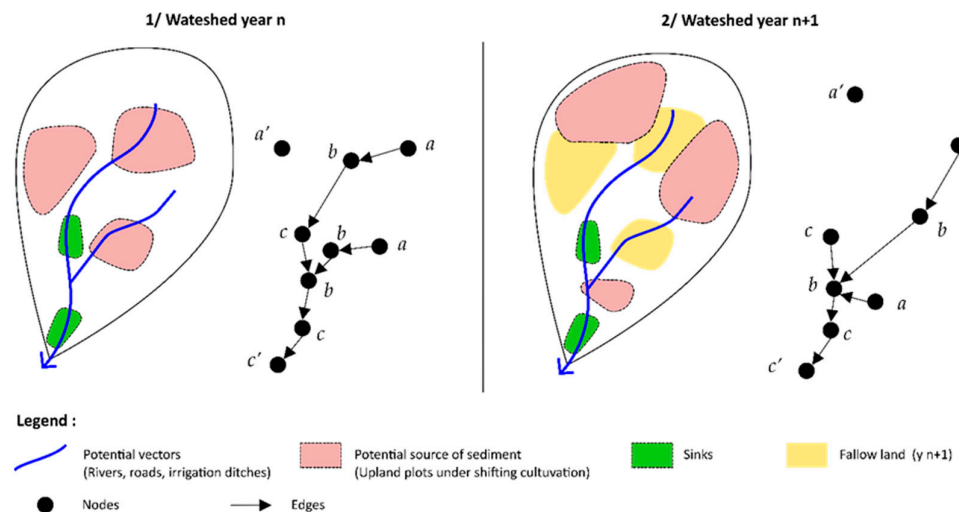 1/ Wateshed year n
2/ Wateshed year n+1
a'
b
a
c
b
a
b
c
c'
a'
b
c
b
a
c
c'
Legend :
Potential vectors
(Rivers, roads, irrigation ditches)
Potential source of sediment
(Upland plots under shifting cultuvation)
Sinks
Fallow land (y n+1)
Nodes
Edges